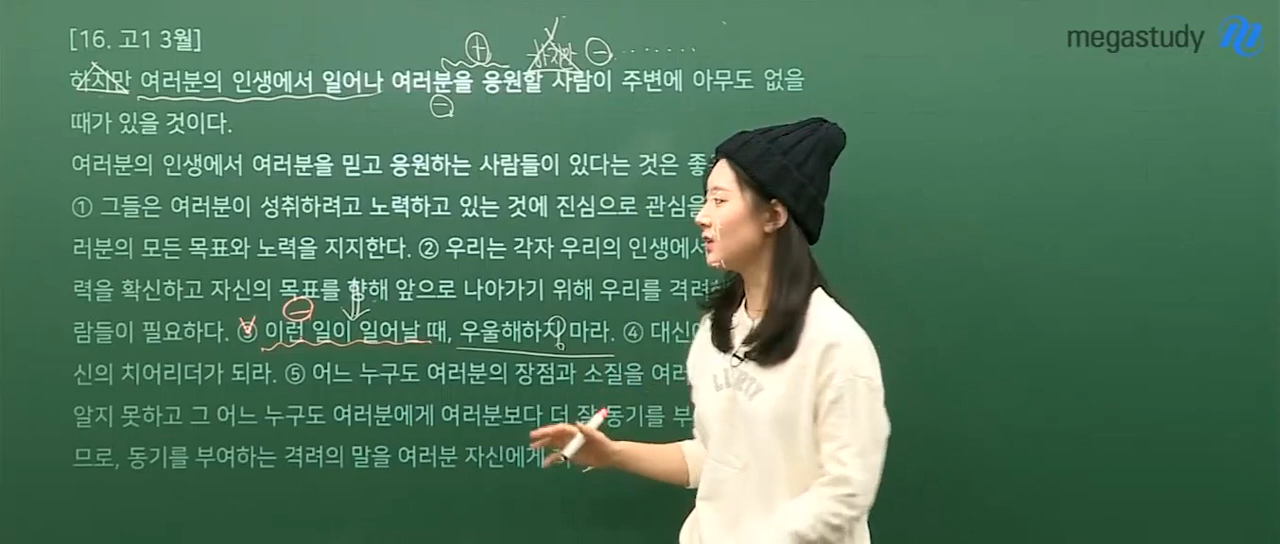 megastudy
[16. 고1 3월]
하지만 여러분의 인생에서 일어나 여러분을 응원할 사람이 주변에 아무도 없을
때가 있을 것이다.
여러분의 인생에서 여러분을 믿고 응원하는 사람들이 있다는 것은
① 그들은 여러분이 성취하려고 노력하고 있는 것에 진심으로 관심을
러분의 모든 목표와 노력을 지지한다. ② 우리는 각자 우리의 인생에서
력을 확신하고 자신의 목표를 향해 앞으로 나아가기 위해 우리를
람들이 필요하다. ③ 이런 일이 일어날 때, 우울해하지 마라. ④
신의 치어리더가 되라. ⑤ 어느 누구도 여러분의 장점과 소질을
알지 못하고 그 어느 누구도 여러분에게 여러분보다 더 잘 동기를
므로, 동기를 부여하는 격려의 말을 여러분 자신에게